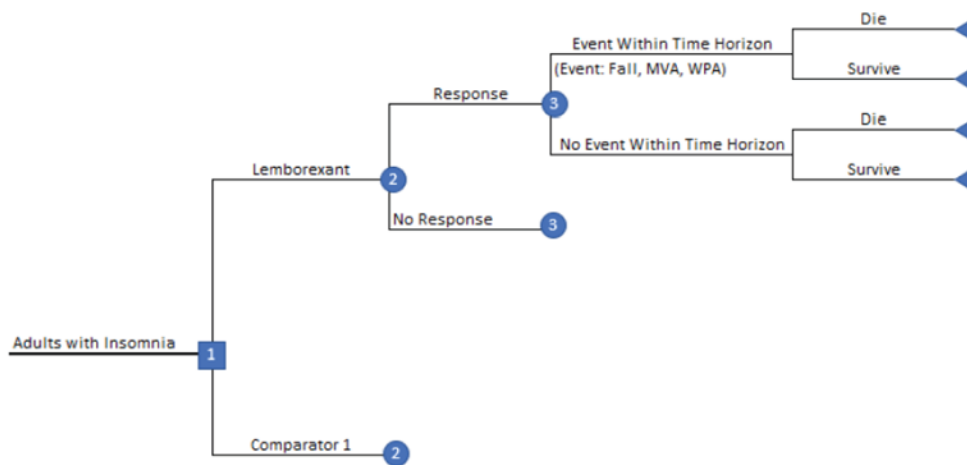 Die
Event Within Time Horizon
(Event: Fall, MVA, WPA)
Survive
Response
3
Die
No Event Within Time Horizon
Survive
Lemborexant
2
No Response
3
Adults with Insomnia
1
Comparator 1
2